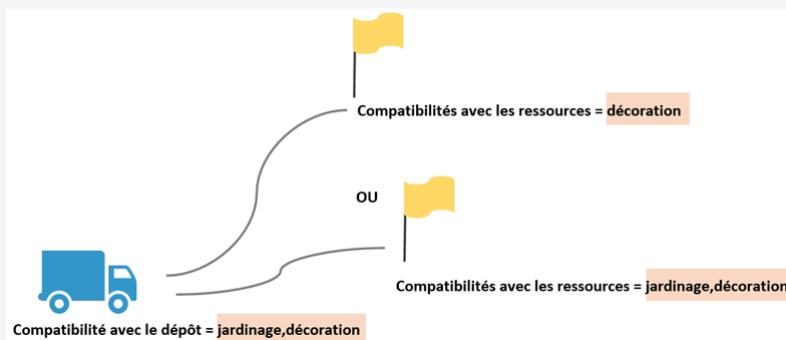 Compatibilités avec les ressources = décoration
OU
Compatibilités avec les ressources = jardinage,décoration
Compatibilité avec le dépôt = jardinage,décoration